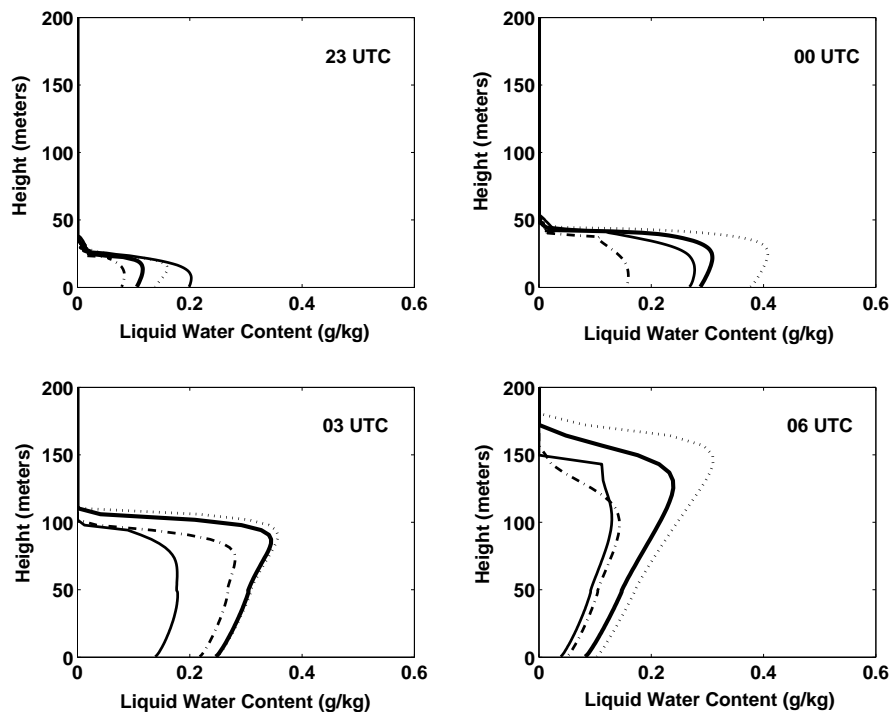 200
23 UTC
150
100
50
0
Height (meters)
0 0.2 0.4 0.6
Liquid Water Content (g/kg)
200
00 UTC
150
100
50
0
Height (meters)
0 0.2 0.4 0.6
Liquid Water Content (g/kg)
200
03 UTC
150
100
50
0
Height (meters)
0 0.2 0.4 0.6
Liquid Water Content (g/kg)
200
06 UTC
150
100
50
0
Height (meters)
0 0.2 0.4 0.6
Liquid Water Content (g/kg)